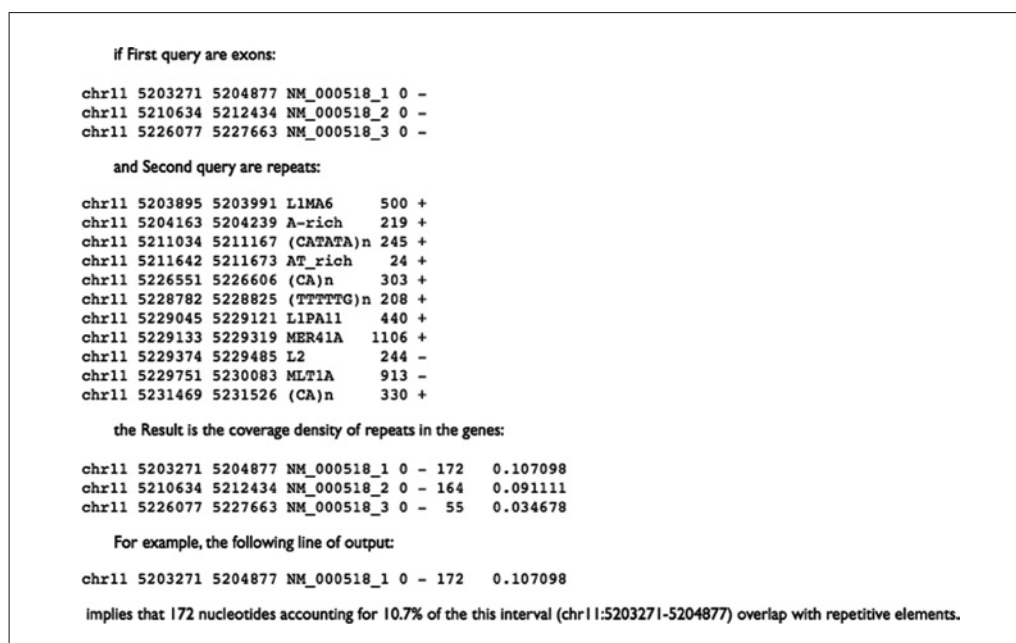 if First query are exons:
chr11 5203271 5204877 NM_000518_1 0 -
chr11 5210634 5212434 NM_000518_2 0 -
chr11 5226077 5227663 NM_000518_3 0 -
and Second query are repeats:
chr11 5203895 5203991 L1MA6 500 +
chr11 5204163 5204239 A-rich 219 +
chr11 5211034 5211167 (CATATA)n 245 +
chr11 5211642 5211673 AT_rich 24 +
chr11 5226551 5226606 (CA)n 303 +
chr11 5228782 5228825 (TTTTTG)n 208 +
chr11 5229045 5229121 L1PA11 440 +
chr11 5229133 5229319 MER41A 1106 +
chr11 5229374 5229485 L2 244 -
chr11 5229751 5230083 MLT1A 913 -
chr11 5231469 5231526 (CA)n 330 +
the Result is the coverage density of repeats in the genes:
chr11 5203271 5204877 NM_000518_1 0 - 172 0.107098
chr11 5210634 5212434 NM_000518_2 0 - 164 0.091111
chr11 5226077 5227663 NM_000518_3 0 - 55 0.034678
For example, the following line of output:
chr11 5203271 5204877 NM_000518_1 0 - 172 0.107098
implies that 172 nucleotides accounting for 10.7% of the this interval (chr11:5203271-5204877) overlap with repetitive elements.